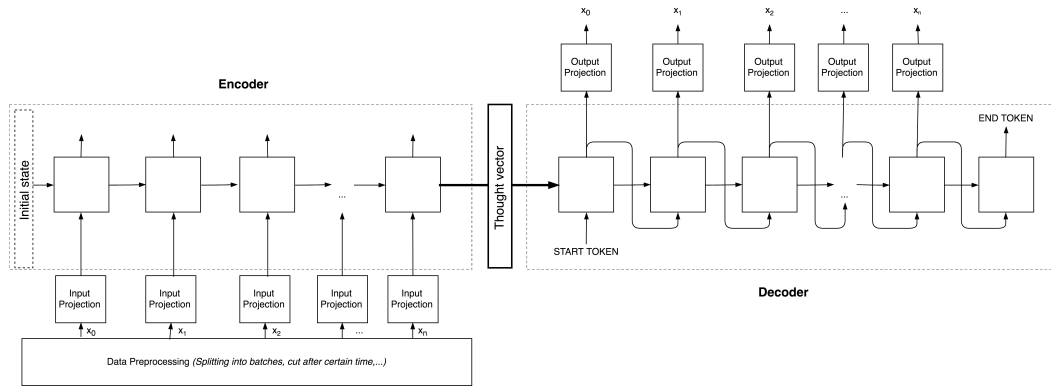 x0
x1
x2
...
xn
Output
Projection
Output
Projection
Output
Projection
Output
Projection
Output
Projection
Encoder
END TOKEN
Initial state
Thought vector
...
...
START TOKEN
Input
Projection
Input
Projection
Input
Projection
Input
Projection
Input
Projection
Decoder
x0
x1
x2
...
xn
Data Preprocessing (Splitting into batches, cut after certain time,...)